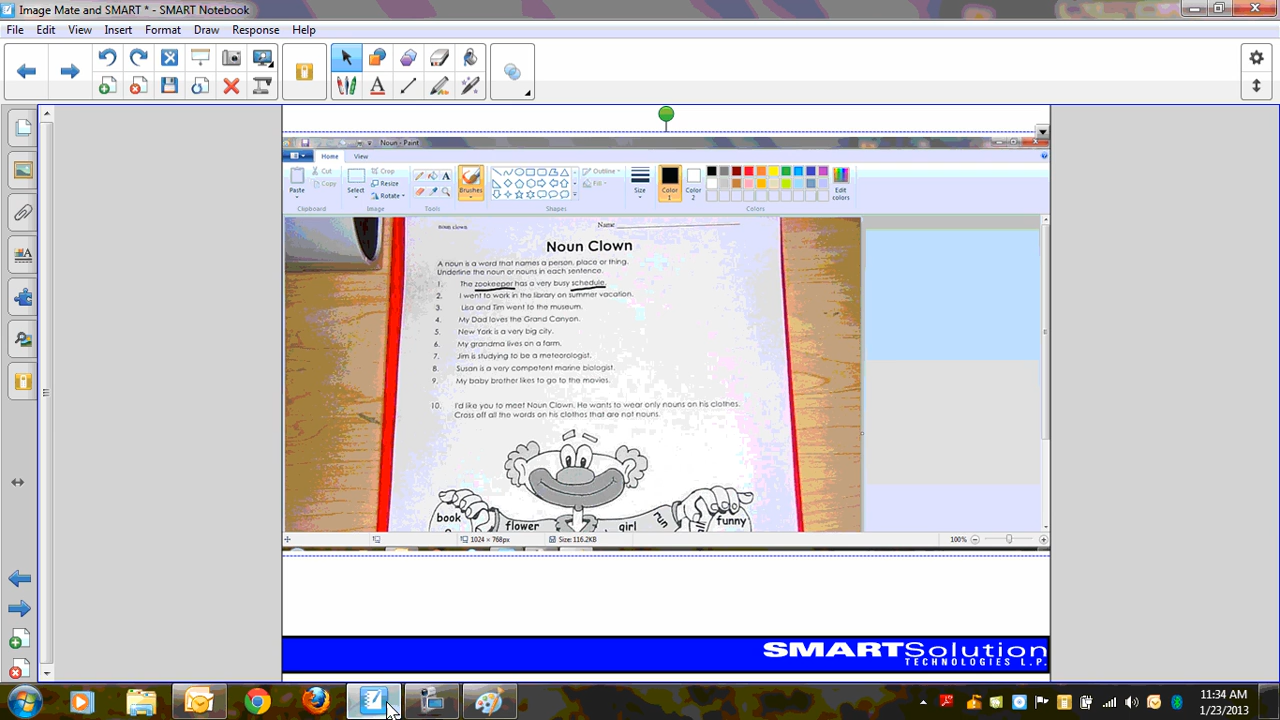 Image Mate and SMART * - SMART Notebook
File Edit View Insert Format Draw Response Help
Noun - Paint
Home View
Paste
Cut
Copy
Clipboard
Select
Crop
Resize
Rotate
Image
A
Tools
Brushes
Shapes
Outline
Fill
Size
Color 1
Color 2
Edit colors
Colors
noun clown
Name
Noun Clown
A noun is a word that names a person, place or thing.
Underline the noun or nouns in each sentence.
1. The zookeeper has a very busy schedule.
2. I went to work in the library on summer vacation.
3. Lisa and Tim went to the museum.
4. My Dad loves the Grand Canyon.
5. New York is a very big city.
6. My grandma lives on a farm.
7. Jim is studying to be a meteorologist.
8. Susan is a very competent marine biologist.
9. My baby brother likes to go to the movies.
10. I'd like you to meet Noun Clown. He wants to wear only nouns on his clothes.
Cross off all the words on his clothes that are not nouns.
book flower girl run funny
1024 × 768px Size: 116.2KB 100%
SMARTSolution
TECHNOLOGIES L.P.
11:34 AM
1/23/2013